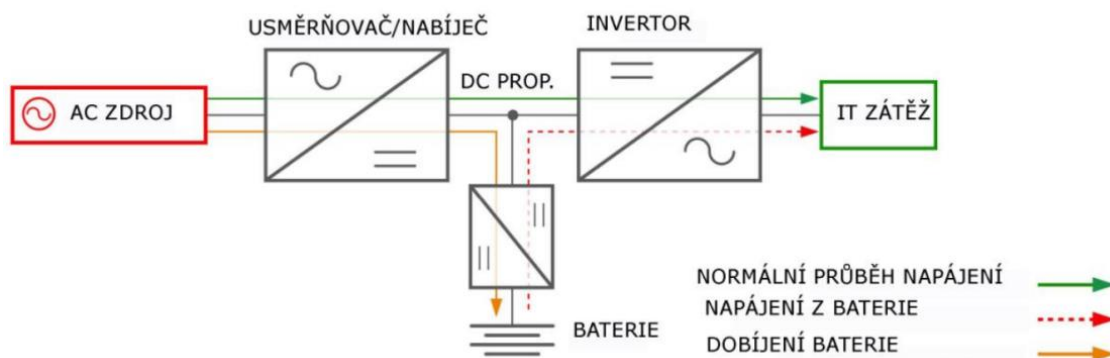 USMĚRŇOVAČ/NABÍJEČ
INVERTOR
DC PROP.
AC ZDROJ
IT ZÁTĚŽ
BATERIE
NORMÁLNÍ PRŮBĚH NAPÁJENÍ
NAPÁJENÍ Z BATERIE
DOBÍJENÍ BATERIE